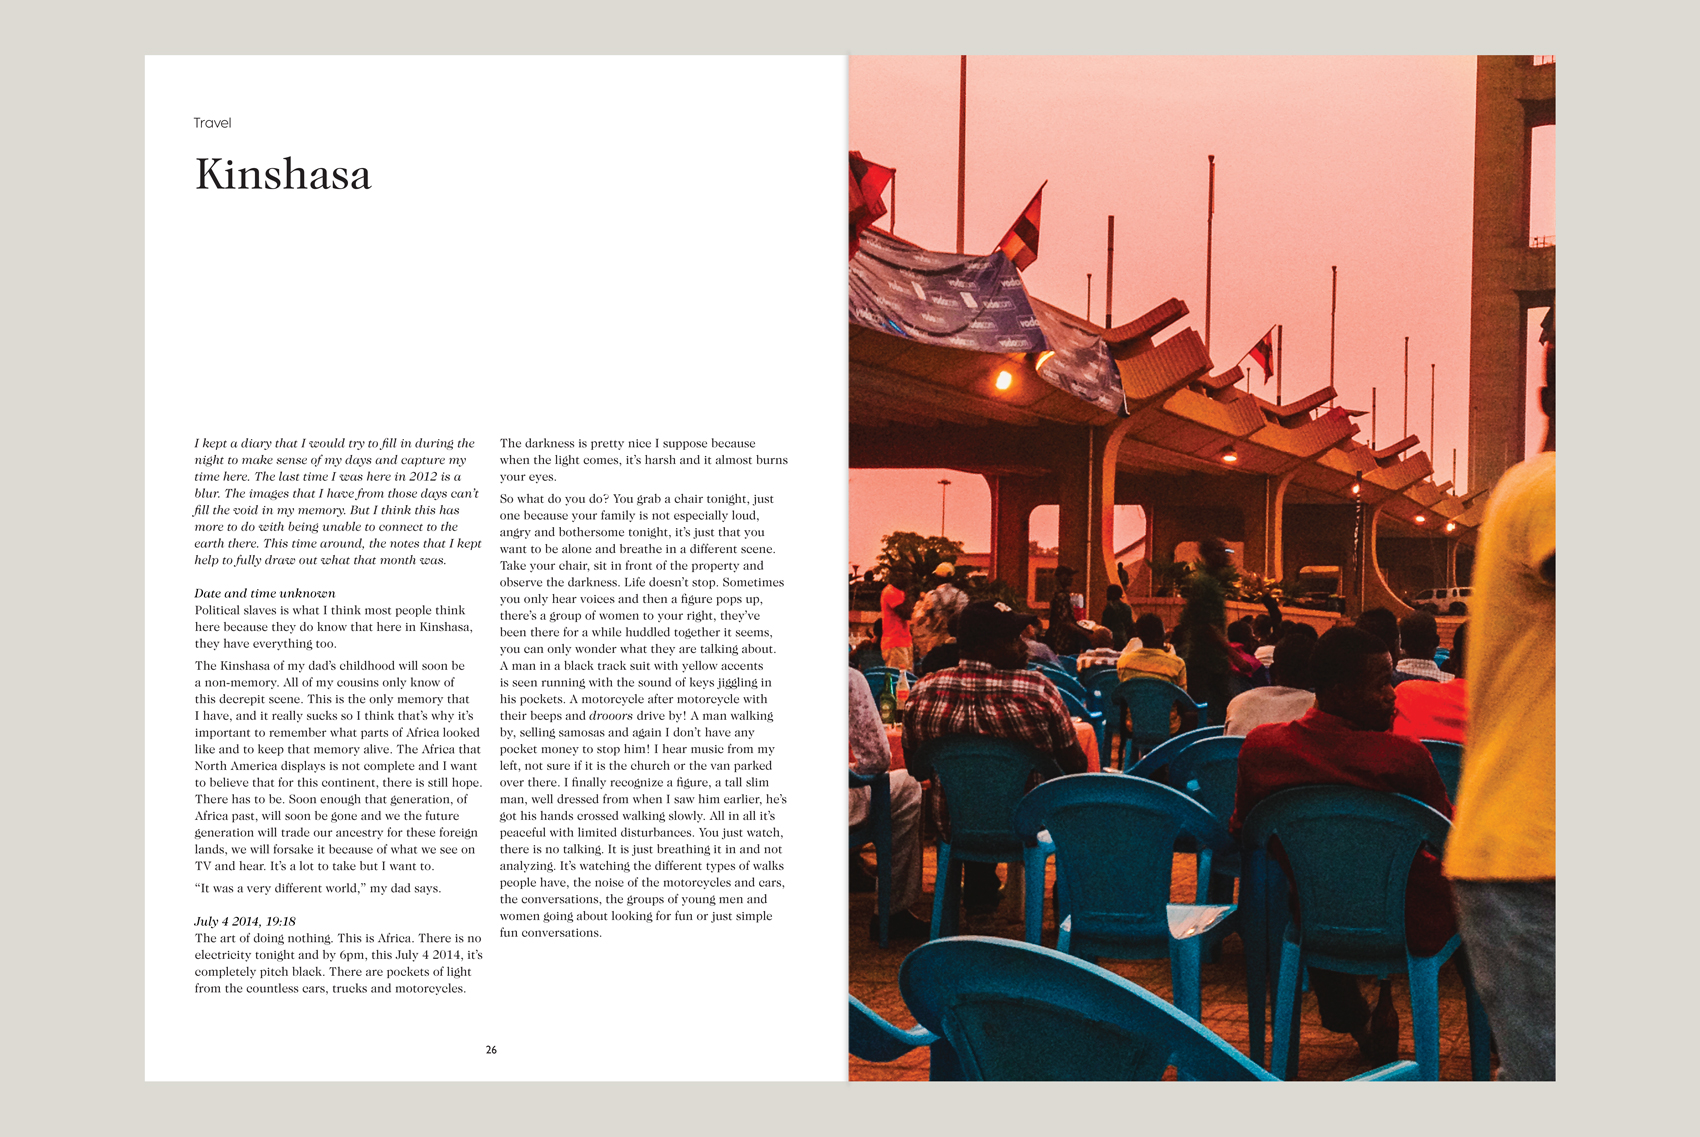 Travel
Kinshasa
I kept a diary that I would try to fill in during the
night to make sense of my days and capture my
time here. The last time I was here in 2012 is a
blur. The images that I have from those days can’t
fill the void in my memory. But I think this has
more to do with being unable to connect to the
earth there. This time around, the notes that I kept
help to fully draw out what that month was.
Date and time unknown
Political slaves is what I think most people think
here because they do know that here in Kinshasa,
they have everything too.
The Kinshasa of my dad’s childhood will soon be
a non-memory. All of my cousins only know of
this decrepit scene. This is the only memory that
I have, and it really sucks so I think that’s why it’s
important to remember what parts of Africa looked
like and to keep that memory alive. The Africa that
North America displays is not complete and I want
to believe that for this continent, there is still hope.
There has to be. Soon enough that generation, of
Africa past, will soon be gone and we the future
generation will trade our ancestry for these foreign
lands, we will forsake it because of what we see on
TV and hear. It’s a lot to take but I want to.
“It was a very different world,” my dad says.
July 4 2014, 19:18
The art of doing nothing. This is Africa. There is no
electricity tonight and by 6pm, this July 4 2014, it’s
completely pitch black. There are pockets of light
from the countless cars, trucks and motorcycles.
The darkness is pretty nice I suppose because
when the light comes, it’s harsh and it almost burns
your eyes.
So what do you do? You grab a chair tonight, just
one because your family is not especially loud,
angry and bothersome tonight, it’s just that you
want to be alone and breathe in a different scene.
Take your chair, sit in front of the property and
observe the darkness. Life doesn’t stop. Sometimes
you only hear voices and then a figure pops up,
there’s a group of women to your right, they’ve
been there for a while huddled together it seems,
you can only wonder what they are talking about.
A man in a black track suit with yellow accents
is seen running with the sound of keys jiggling in
his pockets. A motorcycle after motorcycle with
their beeps and drooors drive by! A man walking
by, selling samosas and again I don’t have any
pocket money to stop him! I hear music from my
left, not sure if it is the church or the van parked
over there. I finally recognize a figure, a tall slim
man, well dressed from when I saw him earlier, he’s
got his hands crossed walking slowly. All in all it’s
peaceful with limited disturbances. You just watch,
there is no talking. It is just breathing it in and not
analyzing. It’s watching the different types of walks
people have, the noise of the motorcycles and cars,
the conversations, the groups of young men and
women going about looking for fun or just simple
fun conversations.
26
vodacom